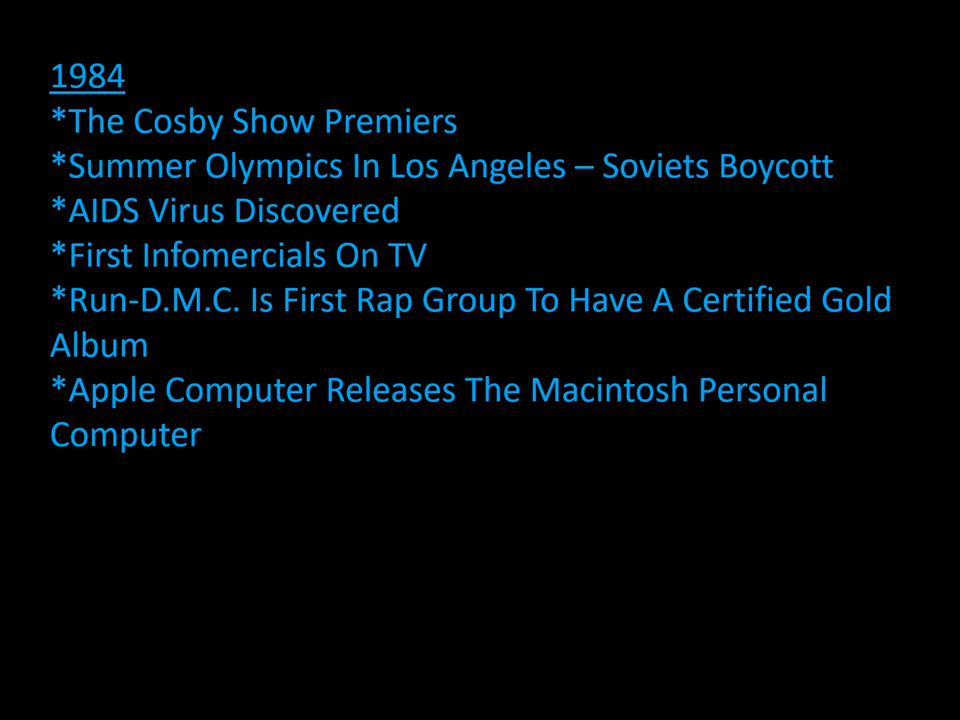 1984
*The Cosby Show Premiers
*Summer Olympics In Los Angeles – Soviets Boycott
*AIDS Virus Discovered
*First Infomercials On TV
*Run-D.M.C. Is First Rap Group To Have A Certified Gold
Album
*Apple Computer Releases The Macintosh Personal
Computer